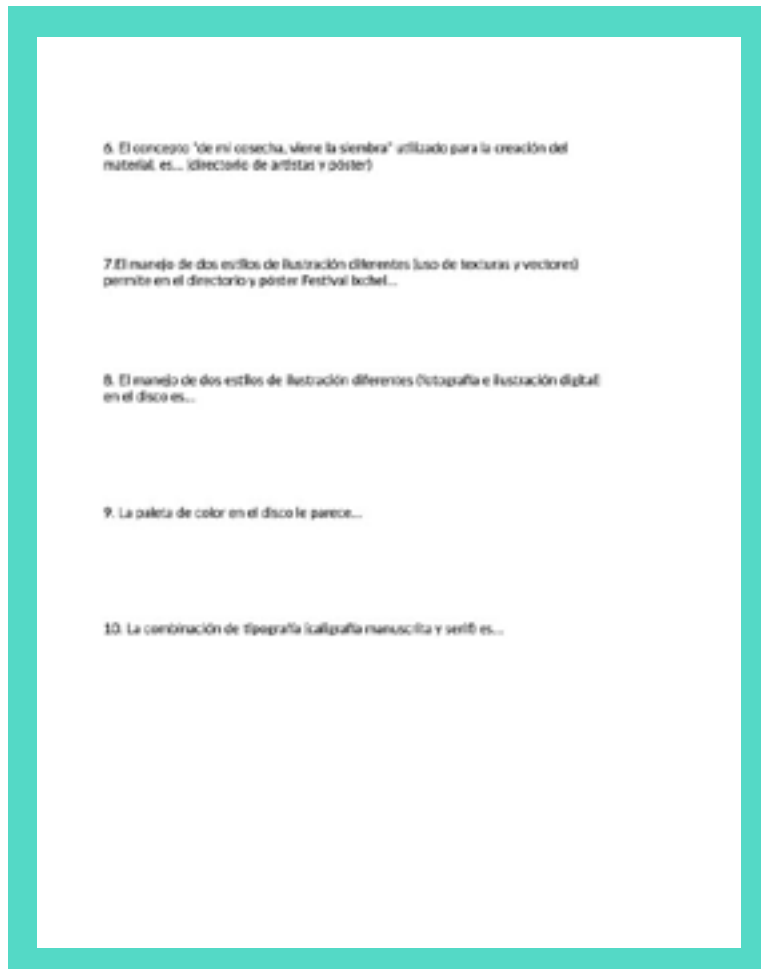 6. El concepto "de mi cosecha, viene la siembra" utilizado para la creación del
material, es... (directorio de artistas y póster)
7.El manejo de dos estilos de ilustración diferentes (uso de texturas y vectores)
permite en el directorio y póster Festival Ixchel...
8. El manejo de dos estilos de ilustración diferentes (fotografía e ilustración digital)
en el disco es...
9. La paleta de color en el disco le parece...
10. La combinación de tipografía (caligrafía manuscrita y serif) es...